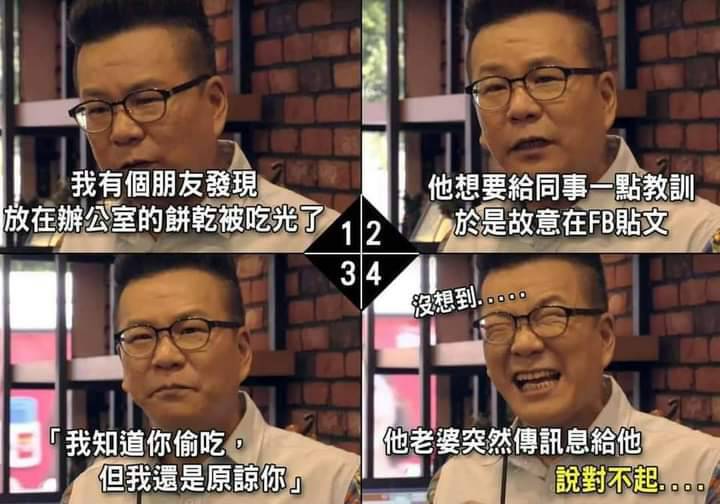 我有個朋友發現
放在辦公室的餅乾被吃光了
1
2
他想要給同事一點教訓
於是故意在FB貼文
3
4
「我知道你偷吃，
但我還是原諒你」
沒想到.....
他老婆突然傳訊息給他
說對不起....